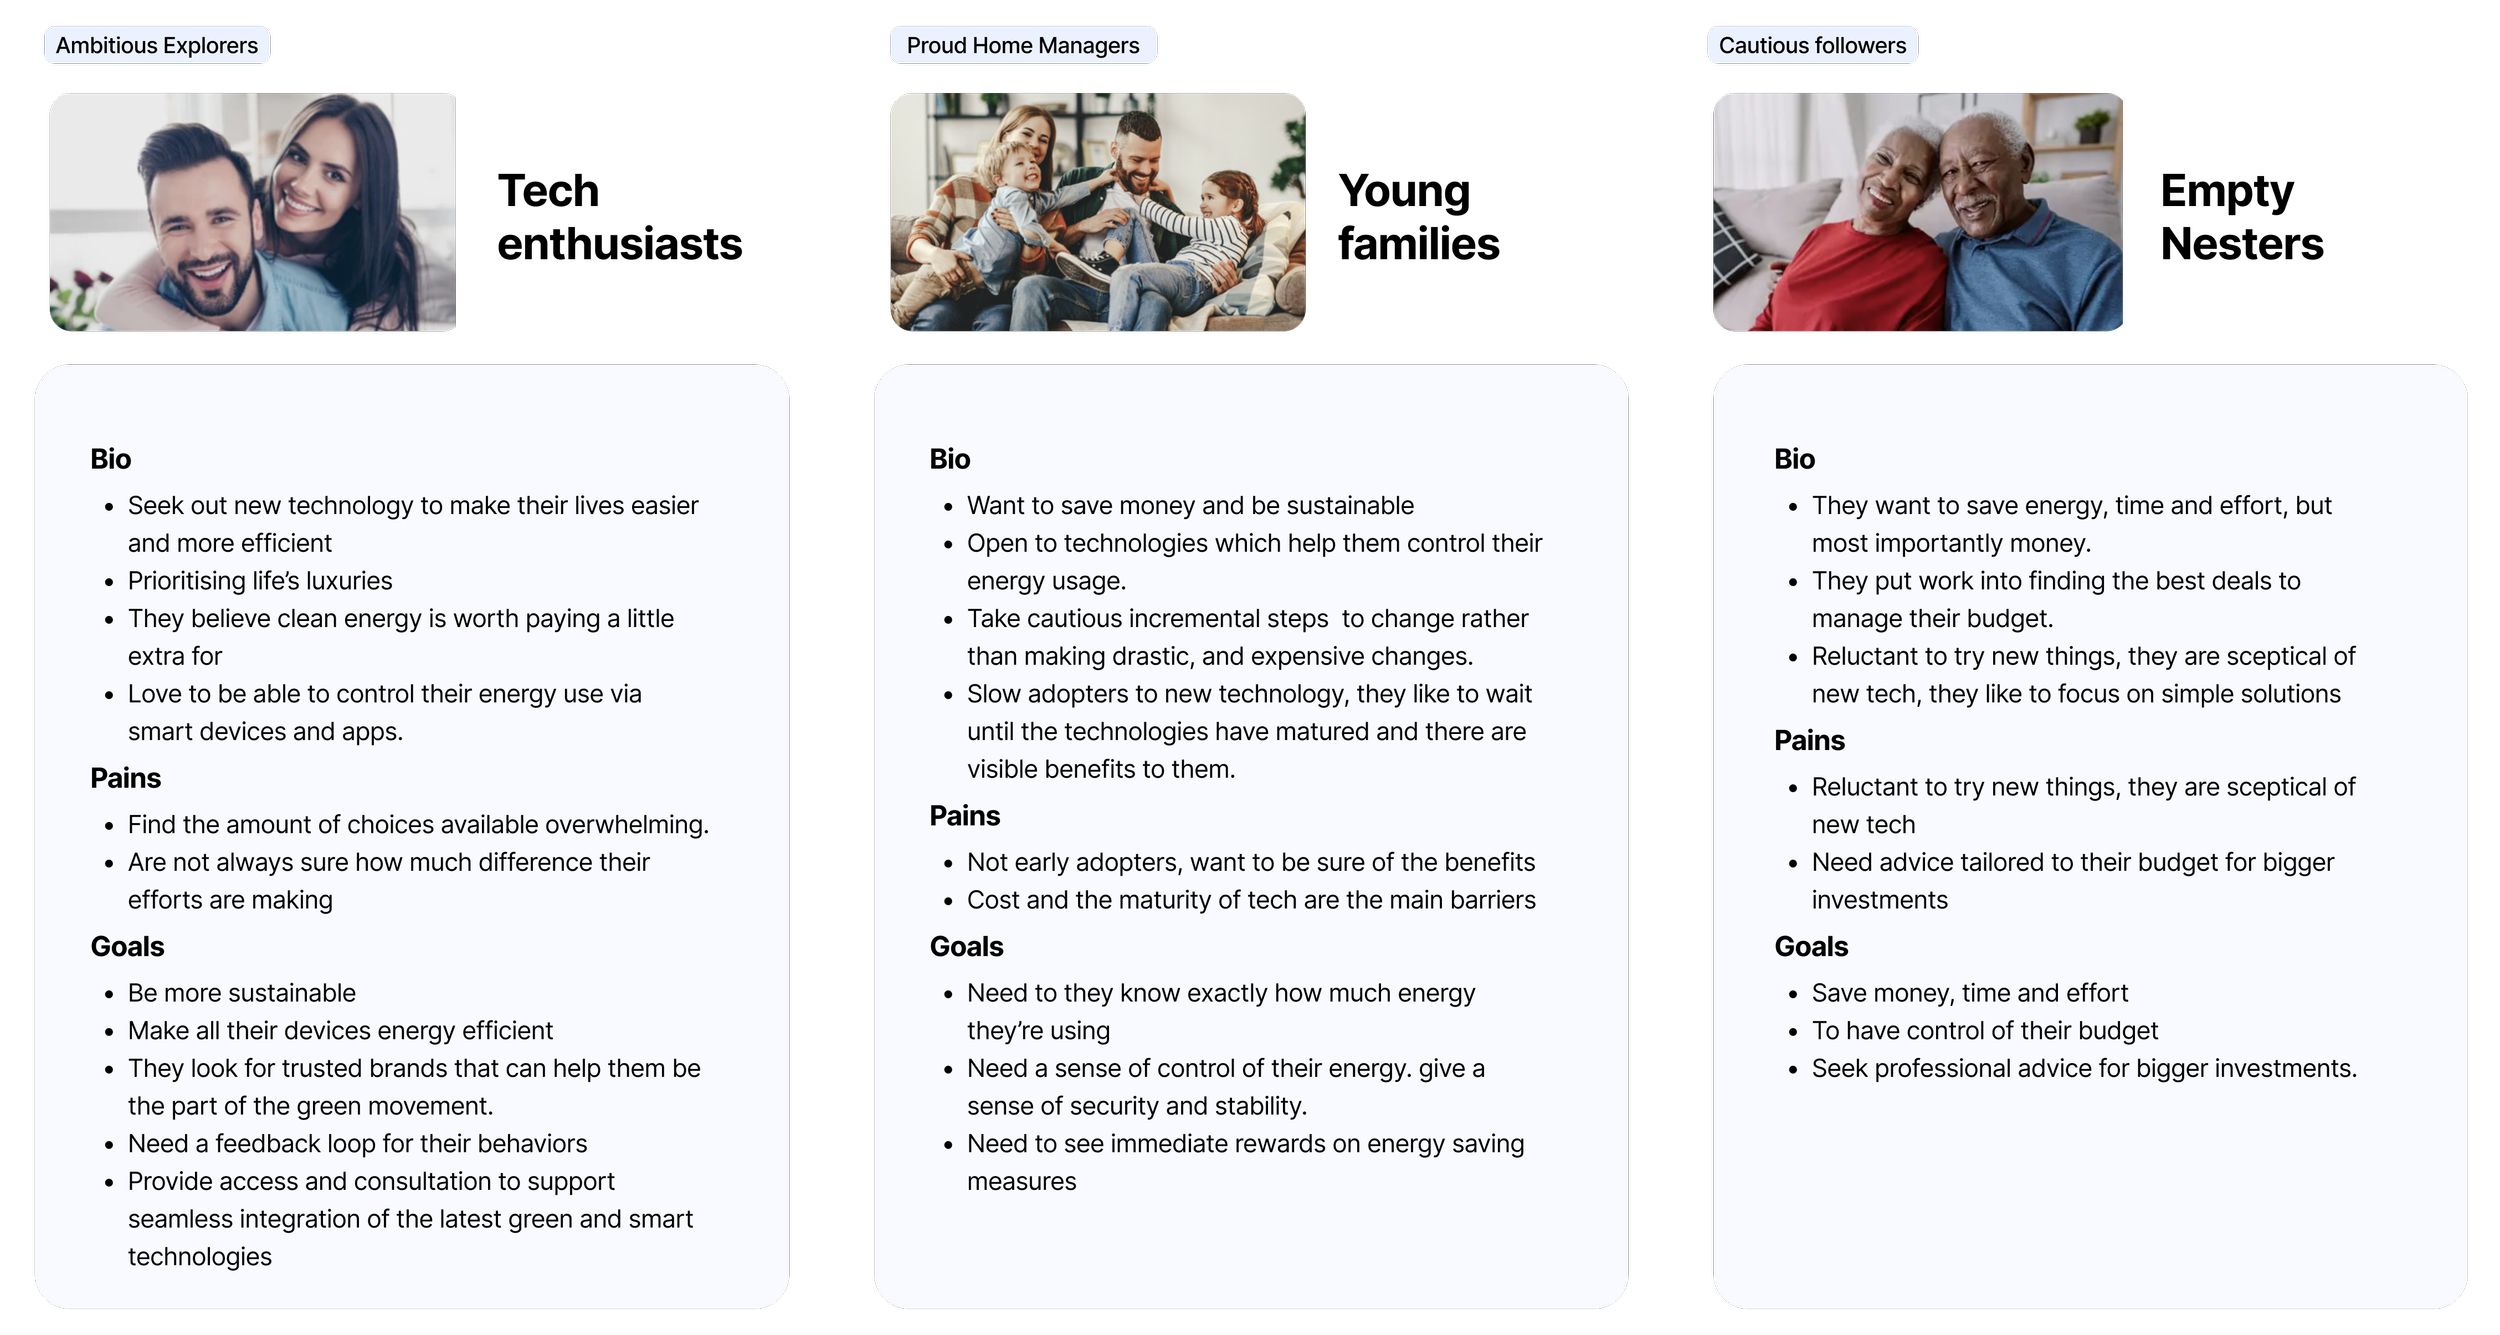 Ambitious Explorers
Tech
enthusiasts
Bio
• Seek out new technology to make their lives easier
and more efficient
• Prioritising life’s luxuries
• They believe clean energy is worth paying a little
extra for
• Love to be able to control their energy use via
smart devices and apps.
Pains
• Find the amount of choices available overwhelming.
• Are not always sure how much difference their
efforts are making
Goals
• Be more sustainable
• Make all their devices energy efficient
• They look for trusted brands that can help them be
the part of the green movement.
• Need a feedback loop for their behaviors
• Provide access and consultation to support
seamless integration of the latest green and smart
technologies
Proud Home Managers
Young
families
Bio
• Want to save money and be sustainable
• Open to technologies which help them control their
energy usage.
• Take cautious incremental steps  to change rather
than making drastic, and expensive changes.
• Slow adopters to new technology, they like to wait
until the technologies have matured and there are
visible benefits to them.
Pains
• Not early adopters, want to be sure of the benefits
• Cost and the maturity of tech are the main barriers
Goals
• Need to they know exactly how much energy
they’re using
• Need a sense of control of their energy. give a
sense of security and stability.
• Need to see immediate rewards on energy saving
measures
Cautious followers
Empty
Nesters
Bio
• They want to save energy, time and effort, but
most importantly money.
• They put work into finding the best deals to
manage their budget.
• Reluctant to try new things, they are sceptical of
new tech, they like to focus on simple solutions
Pains
• Reluctant to try new things, they are sceptical of
new tech
• Need advice tailored to their budget for bigger
investments
Goals
• Save money, time and effort
• To have control of their budget
• Seek professional advice for bigger investments.